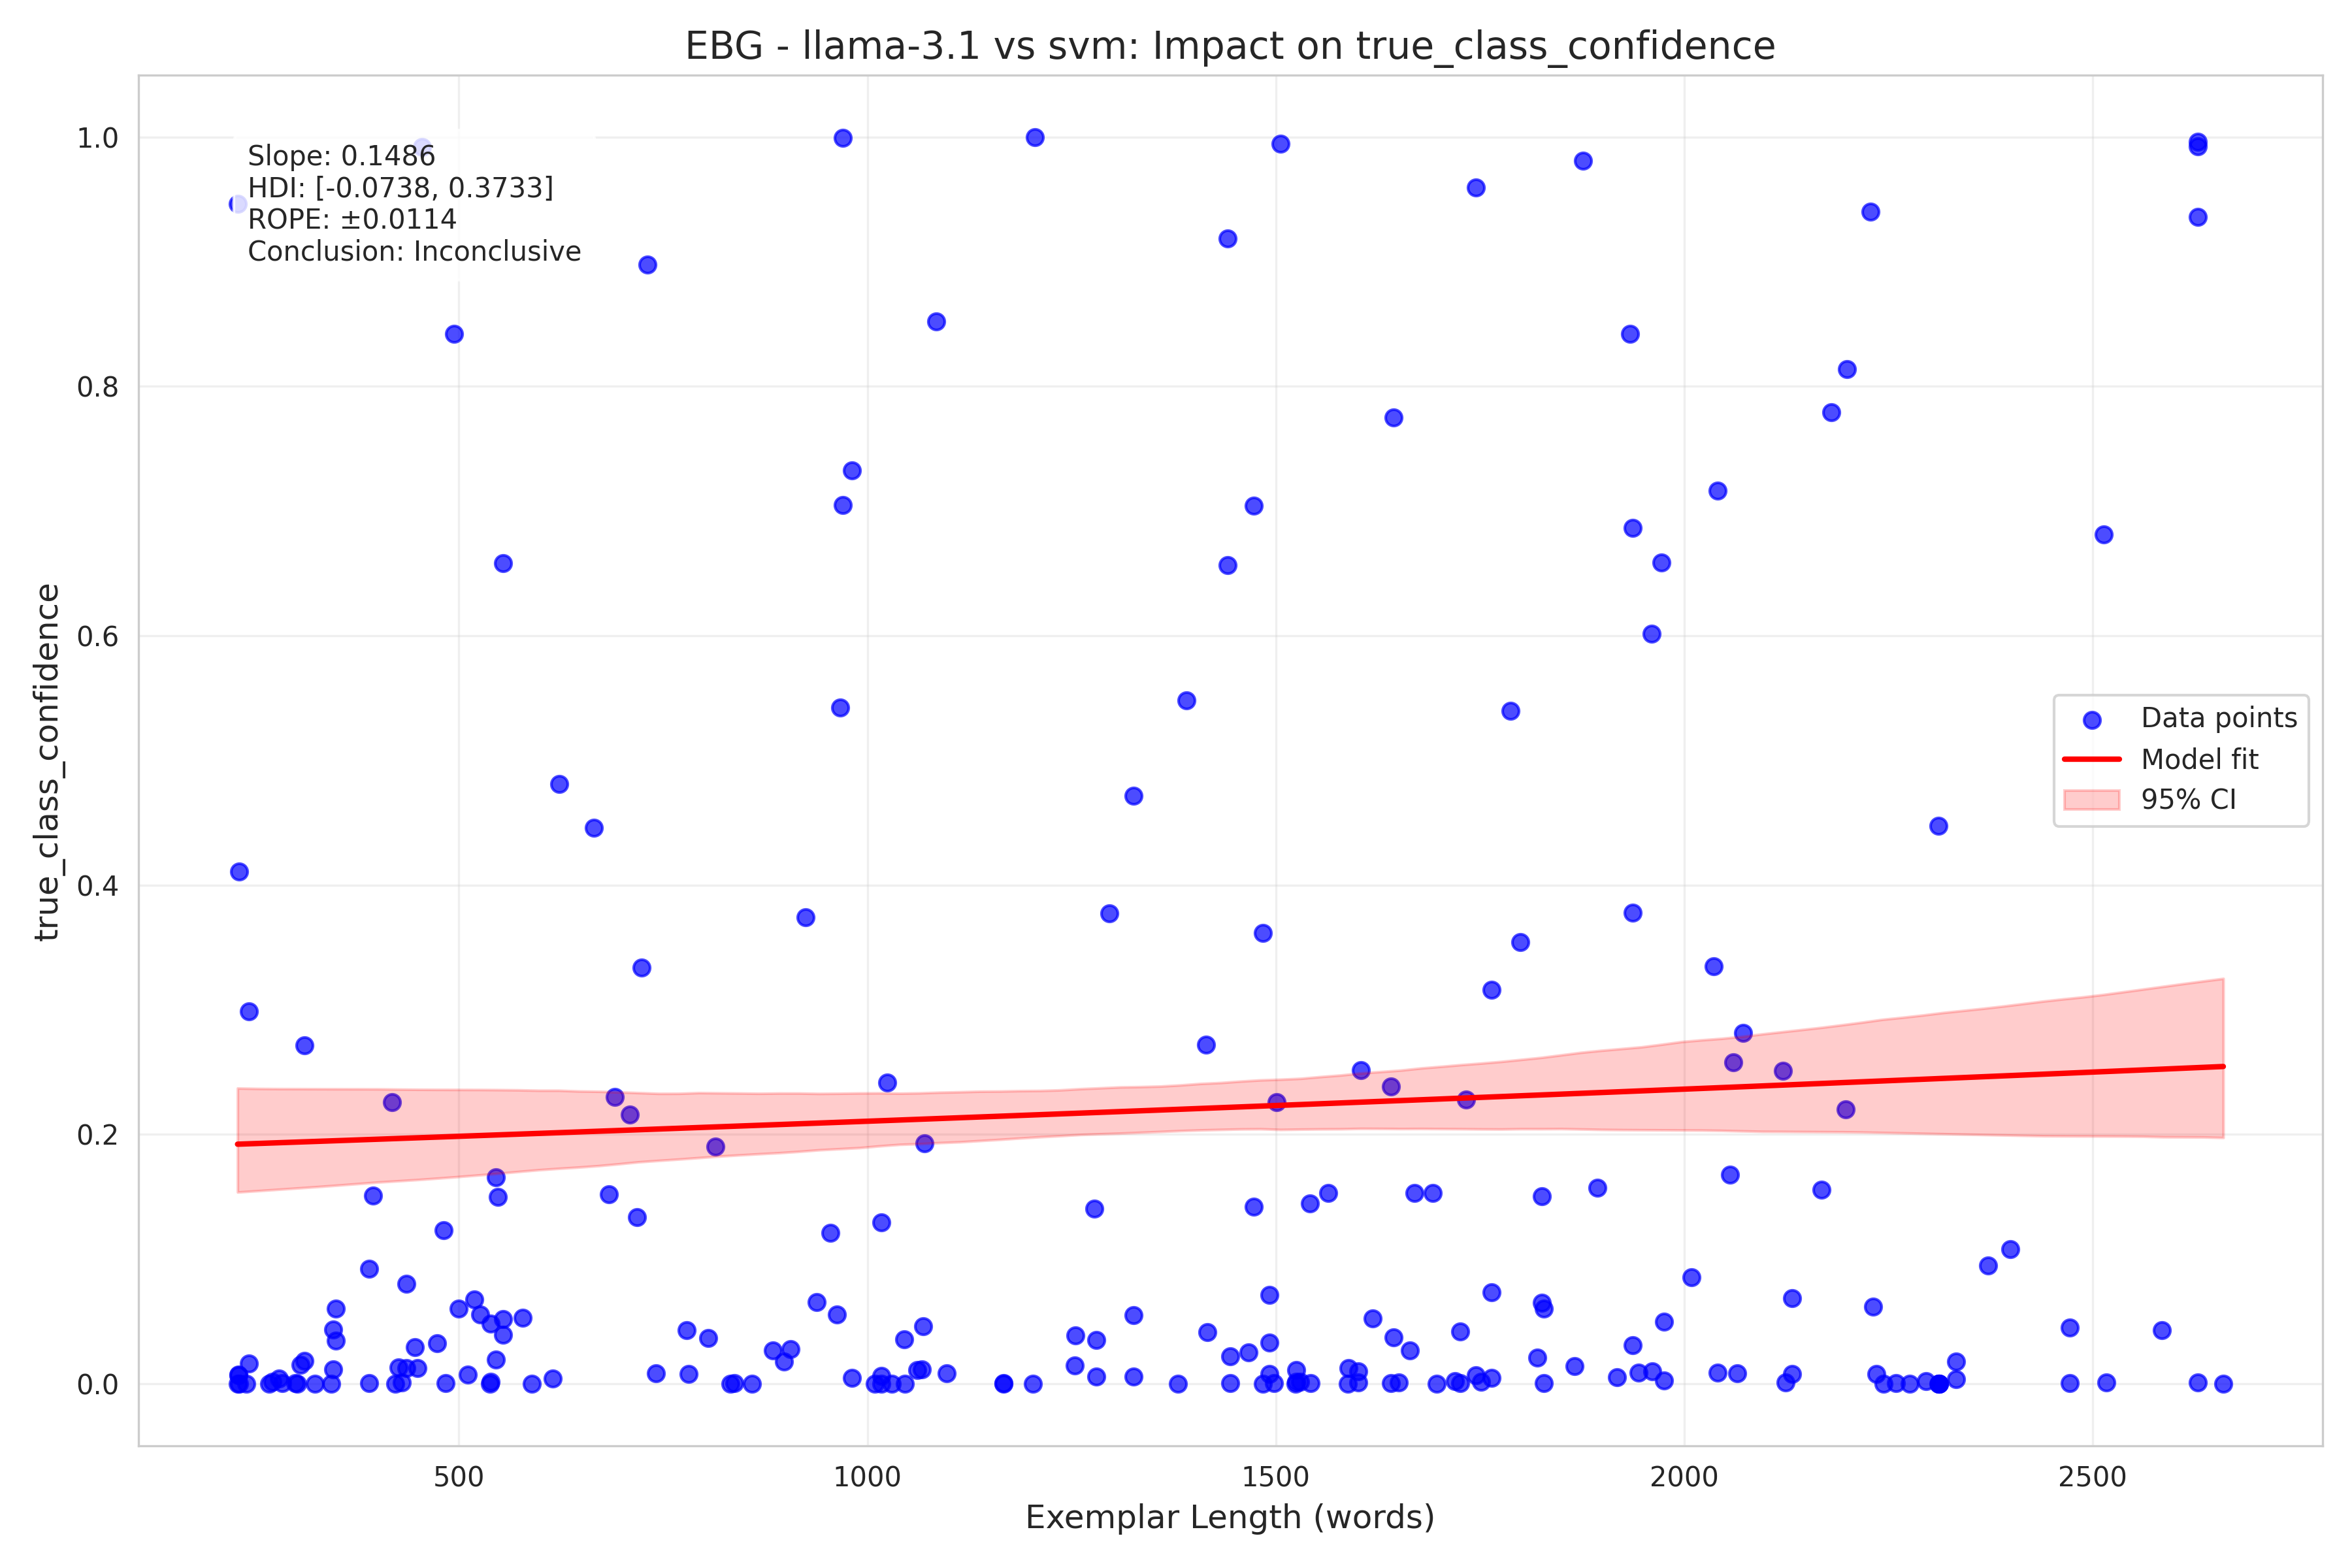 EBG - llama-3.1 vs svm: Impact on true_class_confidence
Slope: 0.1486
HDI: [-0.0738, 0.3733]
ROPE: ±0.0114
Conclusion: Inconclusive
true_class_confidence
1.0
0.8
0.6
0.4
0.2
0.0
Data points
Model fit
95% CI
500
1000
1500
2000
2500
Exemplar Length (words)